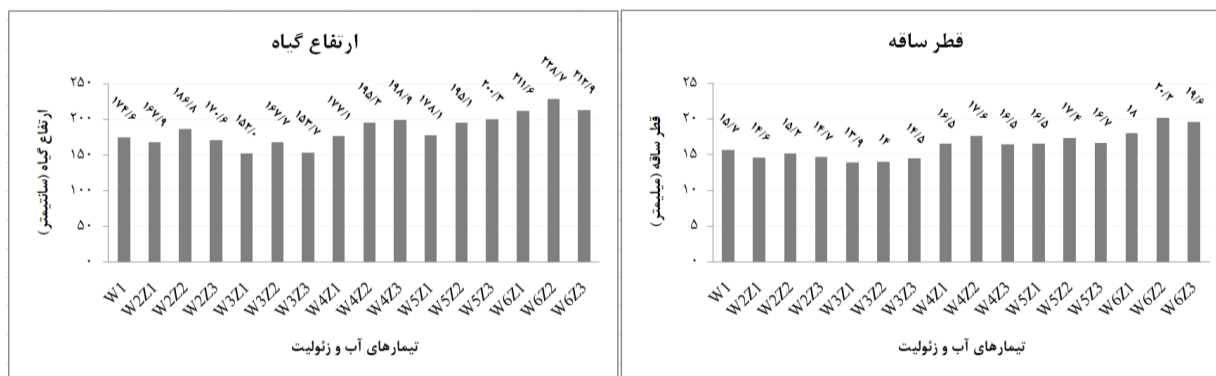 ارتفاع گیاه
ارتفاع گیاه (سانتیمتر)
۲۵۰
۲۰۰
۱۵۰
۱۰۰
۵۰
۰
۱۷۴/۶
۱۶۷/۹
۱۸۶/۸
۱۷۰/۶
۱۵۲/۰
۱۶۷/۷
۱۵۳/۷
۱۷۷/۱
۱۹۵/۲
۱۹۸/۹
۱۷۸/۱
۱۹۵/۱
۲۰۰/۳
۲۱۱/۶
۲۲۸/۷
۲۱۲/۹
W1
W2Z1
W2Z2
W2Z3
W3Z1
W3Z2
W3Z3
W4Z1
W4Z2
W4Z3
W5Z1
W5Z2
W5Z3
W6Z1
W6Z2
W6Z3
تیمارهای آب و زئولیت
قطر ساقه
قطر ساقه (میلیمتر)
۲۵
۲۰
۱۵
۱۰
۵
۰
۱۵/۷
۱۴/۶
۱۵/۲
۱۴/۷
۱۳/۹
۱۴
۱۴/۵
۱۶/۵
۱۷/۶
۱۶/۵
۱۶/۵
۱۷/۴
۱۶/۷
۱۸
۲۰/۲
۱۹/۶
W1
W2Z1
W2Z2
W2Z3
W3Z1
W3Z2
W3Z3
W4Z1
W4Z2
W4Z3
W5Z1
W5Z2
W5Z3
W6Z1
W6Z2
W6Z3
تیمارهای آب و زئولیت